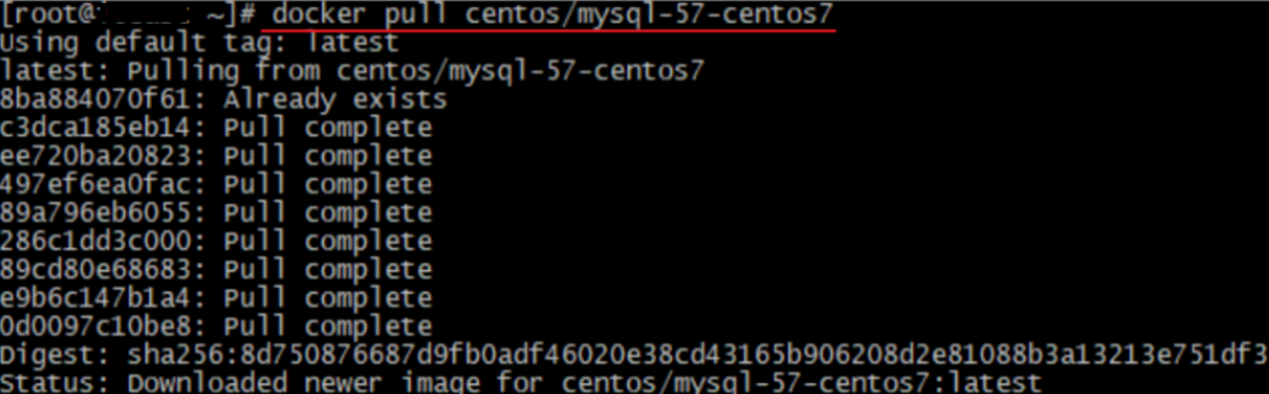 [root@ ~]# docker pull centos/mysql-57-centos7
Using default tag: latest
latest: Pulling from centos/mysql-57-centos7
8ba884070f61: Already exists
c3dca185eb14: Pull complete
ee720ba20823: Pull complete
497ef6ea0fac: Pull complete
89a796eb6055: Pull complete
286c1dd3c000: Pull complete
89cd80e68683: Pull complete
e9b6c147b1a4: Pull complete
0d0097c10be8: Pull complete
Digest: sha256:8d750876687d9fb0adf46020e38cd43165b906208d2e81088b3a13213e751df3
Status: Downloaded newer image for centos/mysql-57-centos7:latest